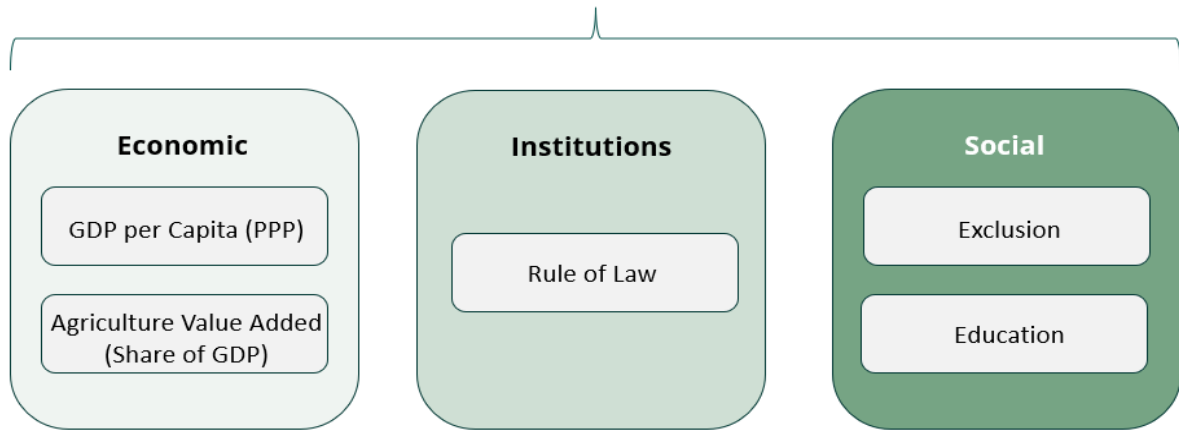 Economic
GDP per Capita (PPP)
Agriculture Value Added
(Share of GDP)
Institutions
Rule of Law
Social
Exclusion
Education